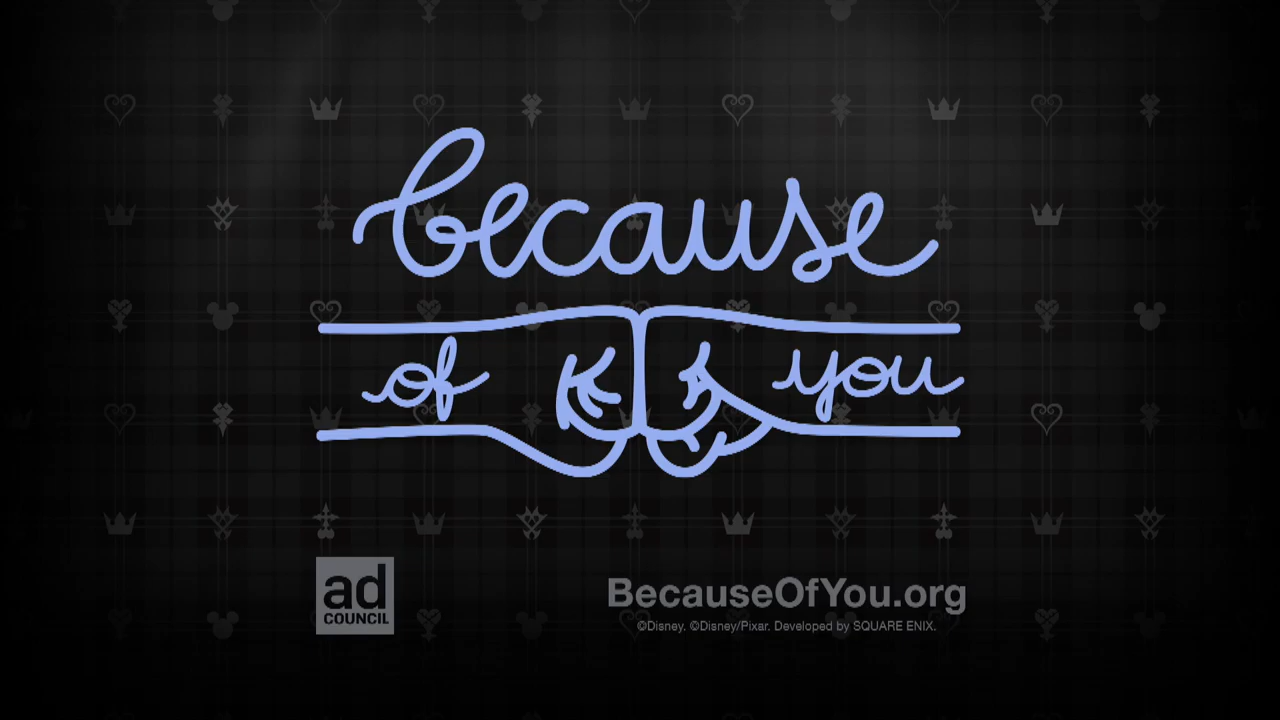 because
of you
ad
COUNCIL
BecauseOfYou.org
©Disney. ©Disney/Pixar. Developed by SQUARE ENIX.